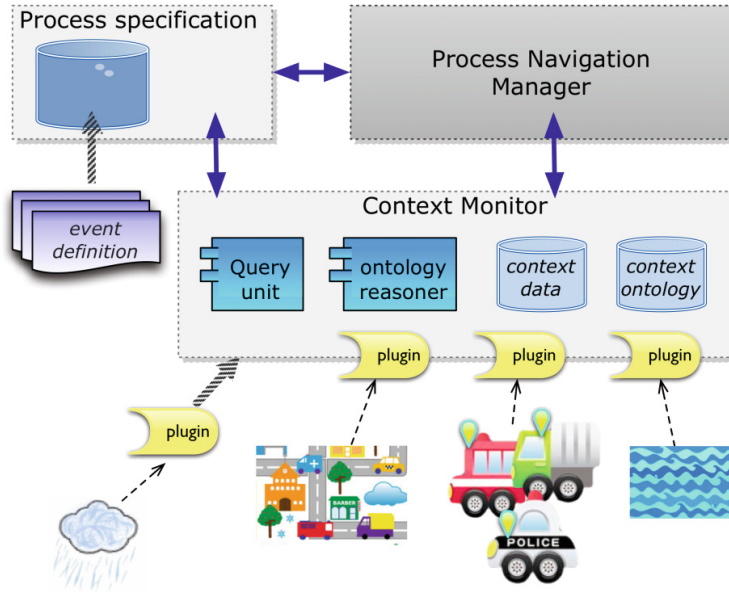 Process specification
Process Navigation
Manager
event
definition
Context Monitor
Query
unit
ontology
reasoner
context
data
context
ontology
plugin
plugin
plugin
plugin
BARBER
POLICE